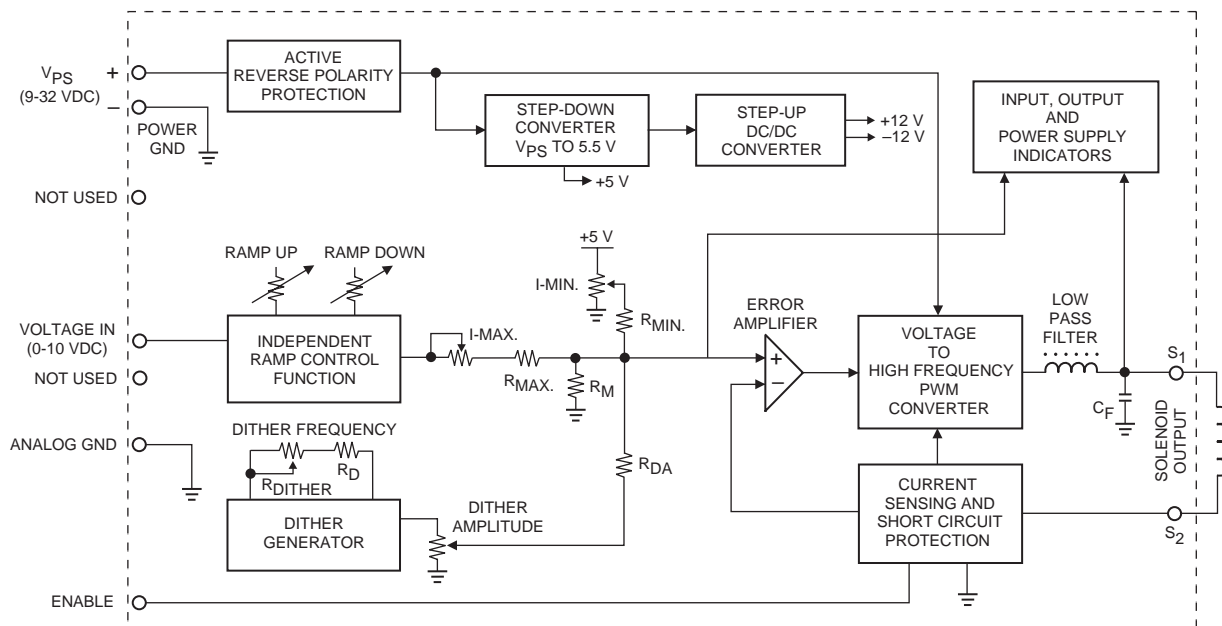 V_PS
(9-32 VDC)
+
–
POWER
GND
NOT USED
VOLTAGE IN
(0-10 VDC)
NOT USED
ANALOG GND
ENABLE
ACTIVE
REVERSE POLARITY
PROTECTION
STEP-DOWN
CONVERTER
V_PS TO 5.5 V
+5 V
STEP-UP
DC/DC
CONVERTER
+12 V
–12 V
INPUT, OUTPUT
AND
POWER SUPPLY
INDICATORS
RAMP UP
RAMP DOWN
INDEPENDENT
RAMP CONTROL
FUNCTION
I-MAX.
R_MAX.
R_M
+5 V
I-MIN.
R_MIN.
ERROR
AMPLIFIER
+
–
VOLTAGE
TO
HIGH FREQUENCY
PWM
CONVERTER
LOW
PASS
FILTER
C_F
S_1
SOLENOID
OUTPUT
S_2
DITHER FREQUENCY
R_D
R_DITHER
DITHER
GENERATOR
DITHER
AMPLITUDE
R_DA
CURRENT
SENSING AND
SHORT CIRCUIT
PROTECTION